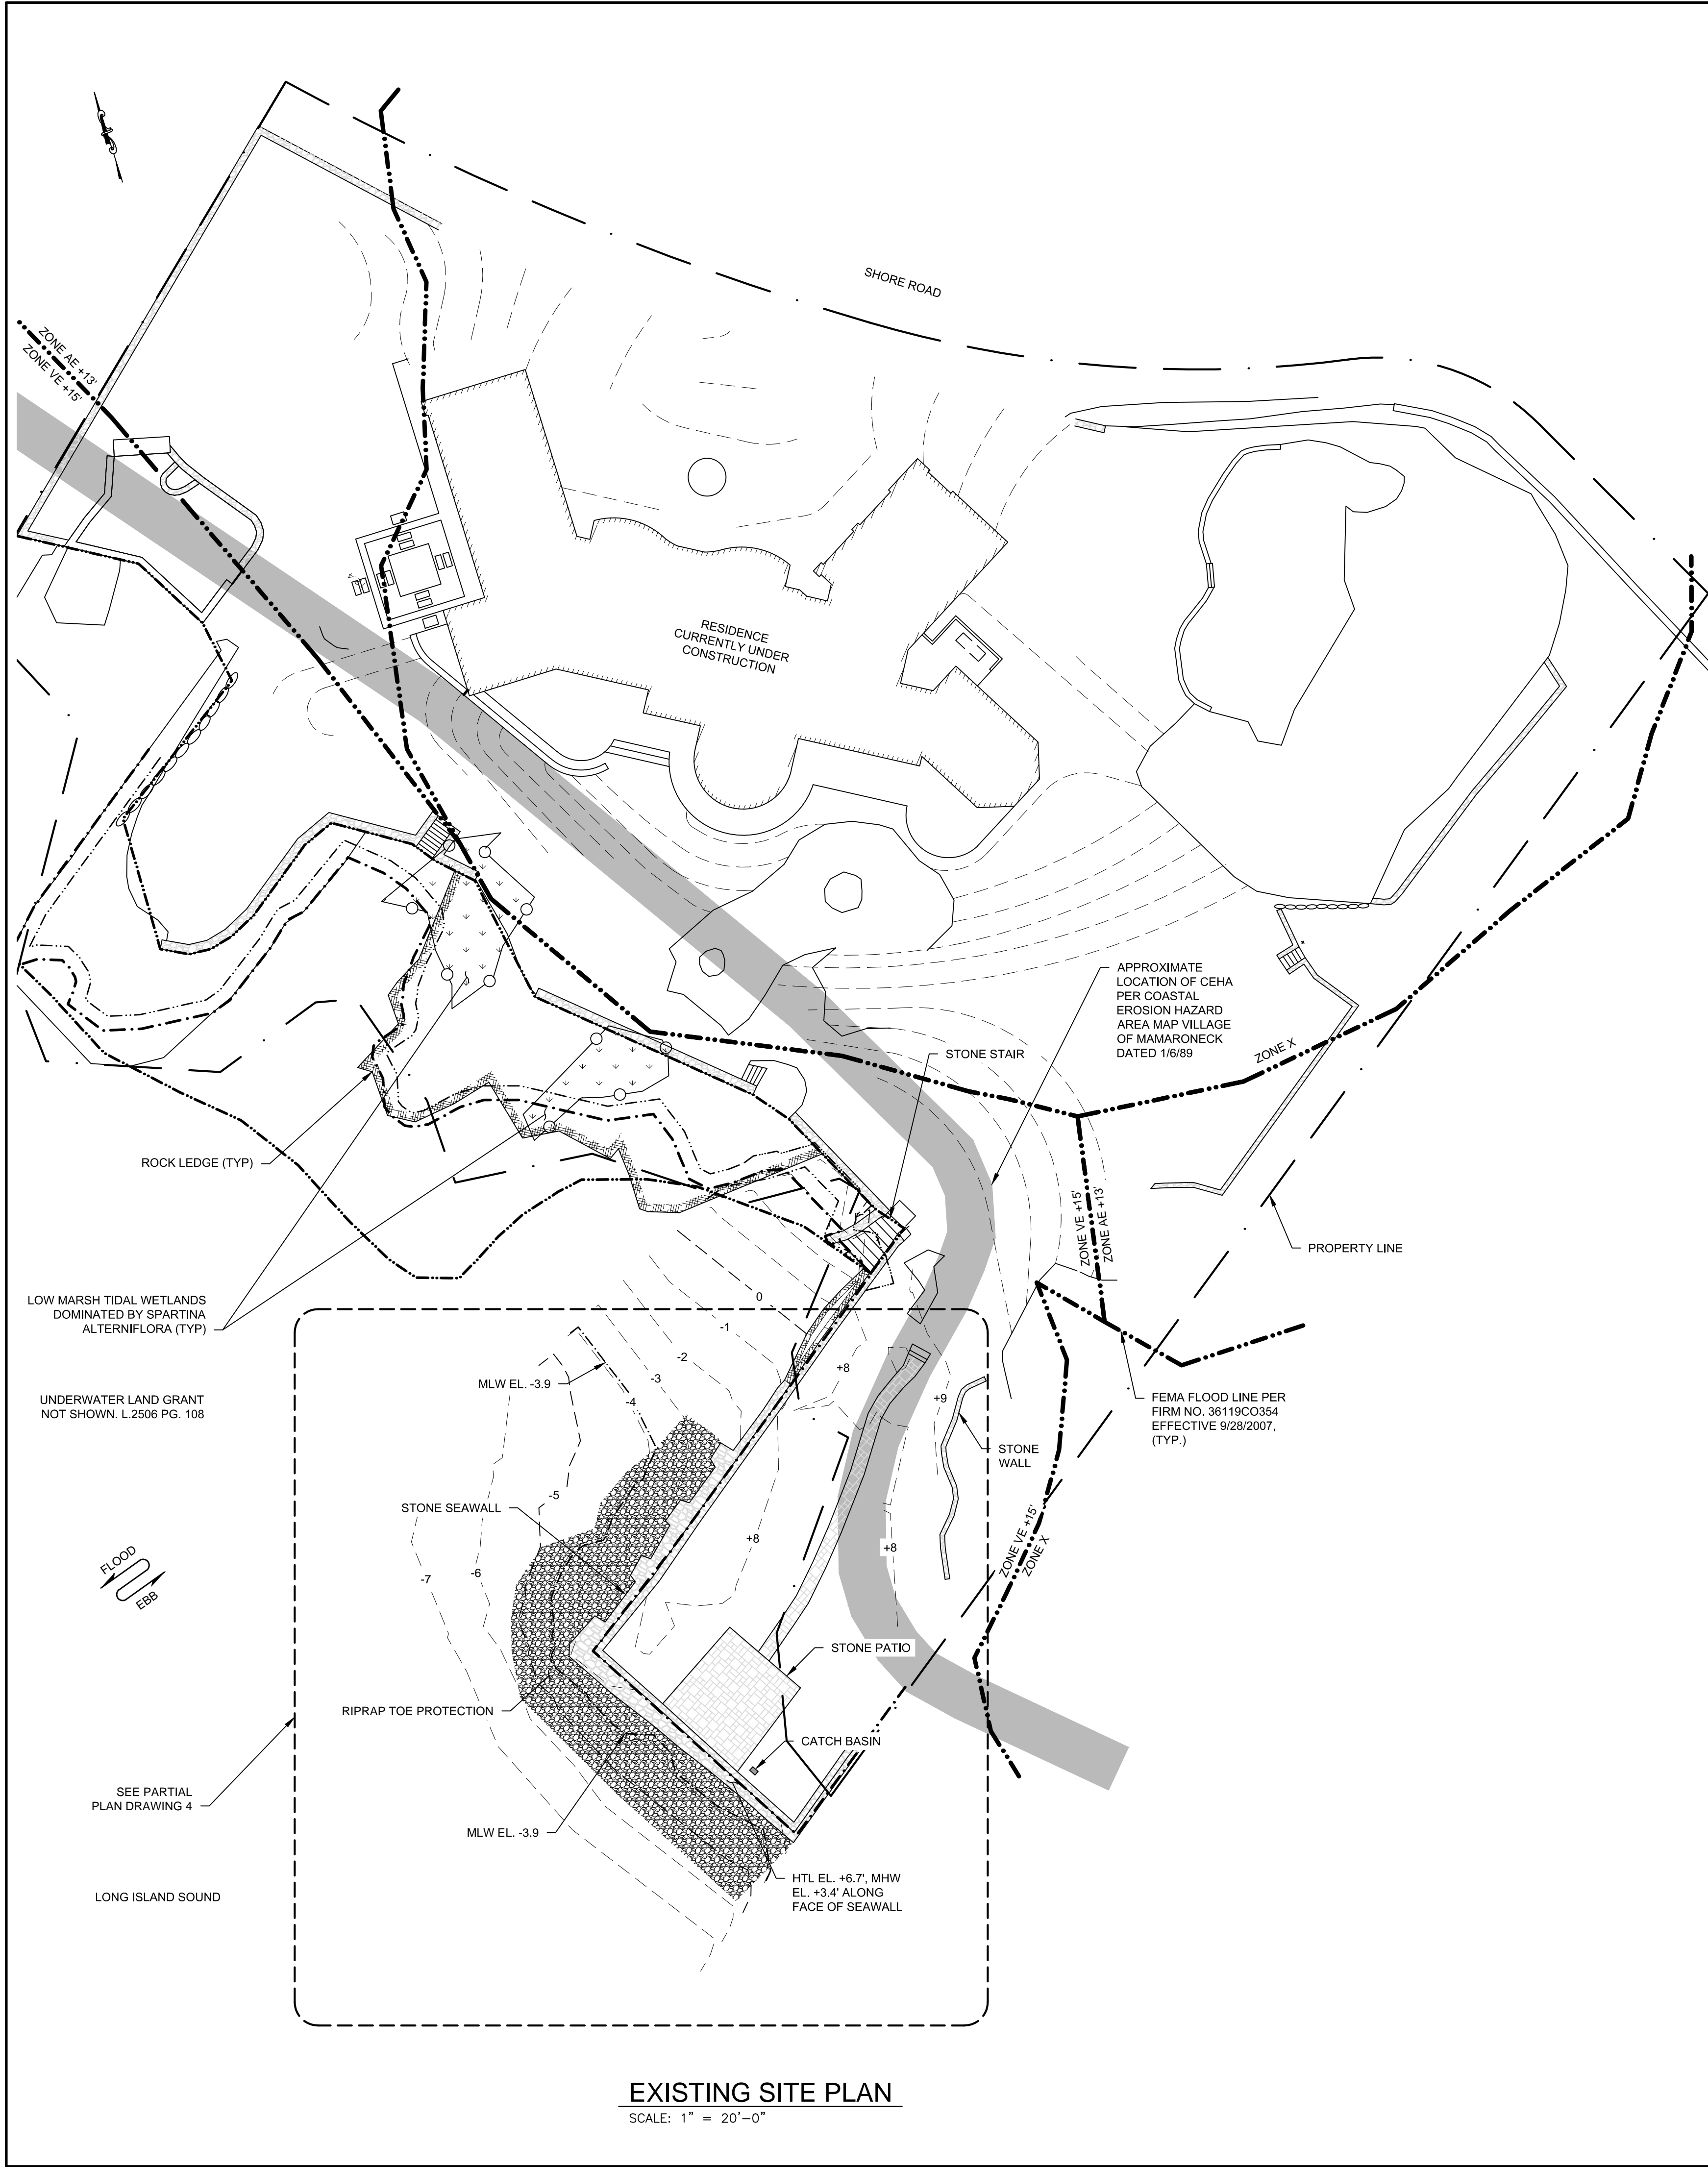 SHORE ROAD
ZONE AE +13'
ZONE VE +15'
RESIDENCE
CURRENTLY UNDER
CONSTRUCTION
APPROXIMATE
LOCATION OF CEHA
PER COASTAL
EROSION HAZARD
AREA MAP VILLAGE
OF MAMARONECK
DATED 1/6/89
STONE STAIR
ZONE X
ROCK LEDGE (TYP)
ZONE VE +15'
ZONE AE +13'
PROPERTY LINE
LOW MARSH TIDAL WETLANDS
DOMINATED BY SPARTINA
ALTERNIFLORA (TYP)
0
-1
-2
-3
-4
+8
+9
MLW EL. -3.9
UNDERWATER LAND GRANT
NOT SHOWN. L.2506 PG. 108
FEMA FLOOD LINE PER
FIRM NO. 36119CO354
EFFECTIVE 9/28/2007,
(TYP.)
STONE
WALL
-5
STONE SEAWALL
+8
+8
ZONE VE +15'
ZONE X
FLOOD
EBB
-7
-6
STONE PATIO
RIPRAP TOE PROTECTION
CATCH BASIN
SEE PARTIAL
PLAN DRAWING 4
MLW EL. -3.9
HTL EL. +6.7', MHW
EL. +3.4' ALONG
FACE OF SEAWALL
LONG ISLAND SOUND
EXISTING SITE PLAN
SCALE: 1" = 20'-0"